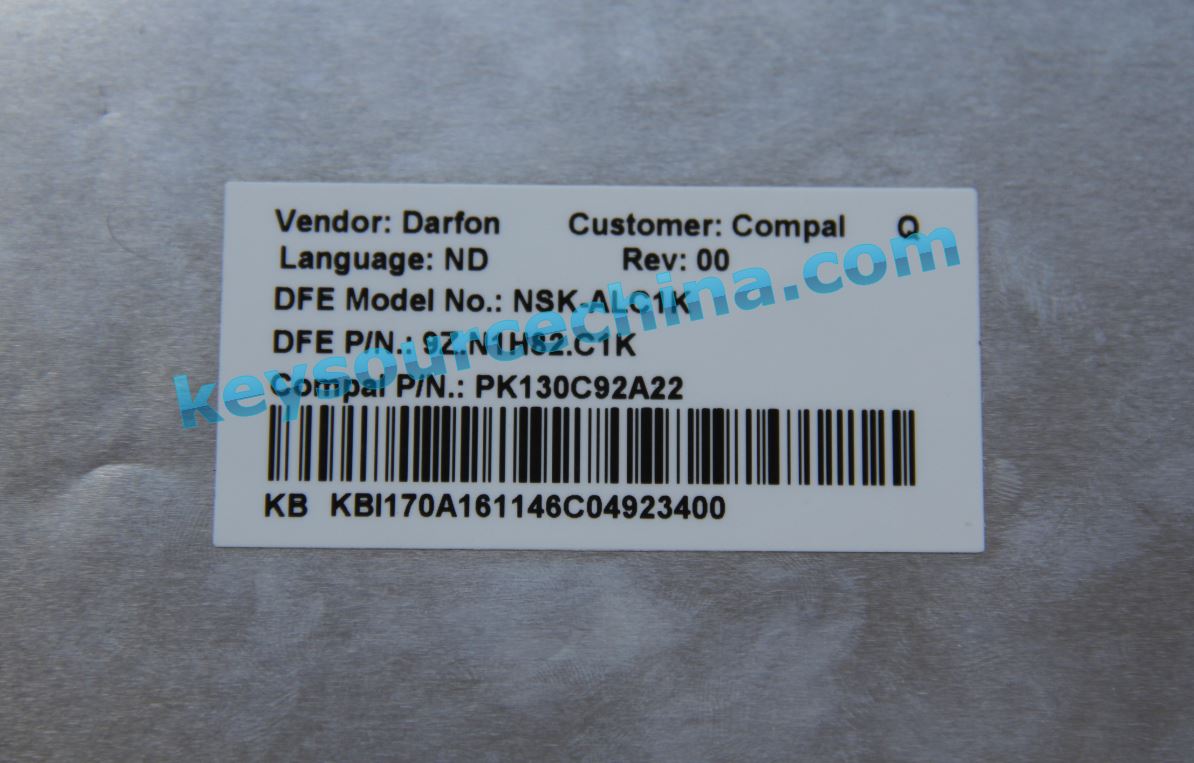 Vendor: Darfon Customer: Compal Q
Language: ND Rev: 00
DFE Model No.: NSK-ALC1K
DFE P/N.: 9Z.N1H82.C1K
Compal P/N.: PK130C92A22
KB KBI170A161146C04923400
keysourcechina.com